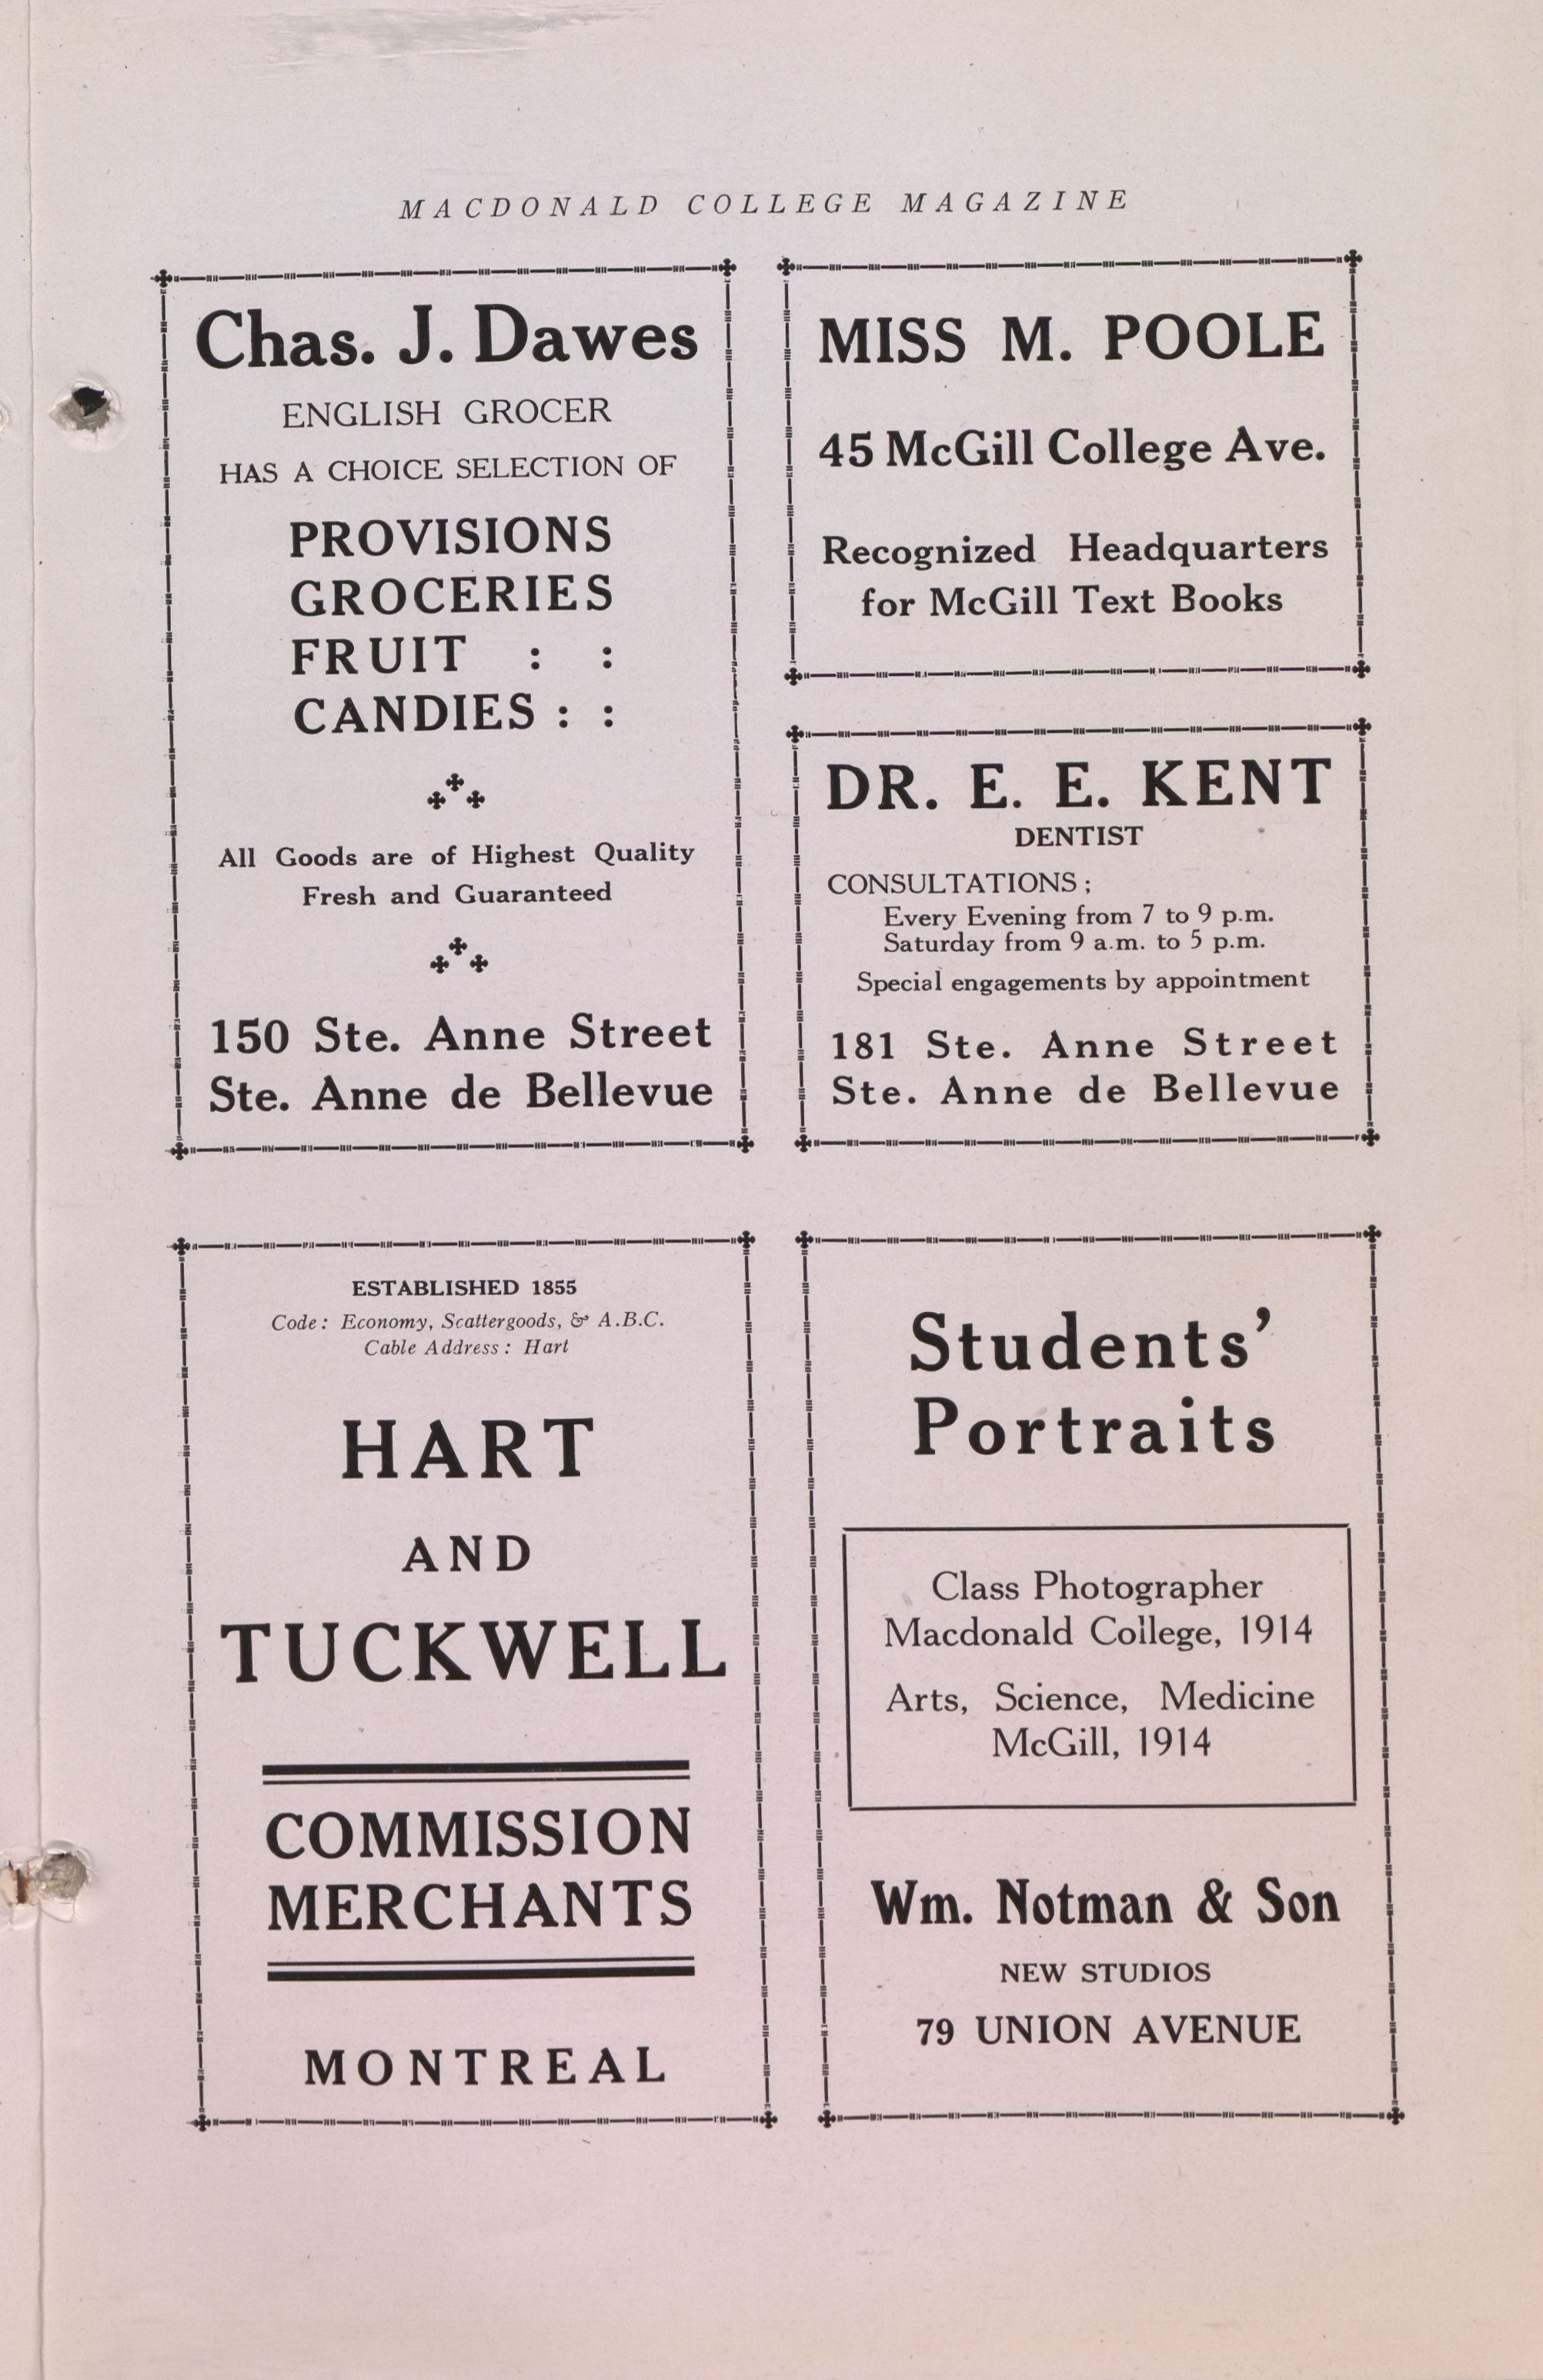 MACDONALD COLLEGE MAGAZINE
Chas. J. Dawes
ENGLISH GROCER
HAS A CHOICE SELECTION OF
PROVISIONS
GROCERIES
FRUIT : :
CANDIES : :
All Goods are of Highest Quality
Fresh and Guaranteed
150 Ste. Anne Street
Ste. Anne de Bellevue
MISS M. POOLE
45 McGill College Ave.
Recognized Headquarters
for McGill Text Books
DR. E. E. KENT
DENTIST
CONSULTATIONS ;
Every Evening from 7 to 9 p.m.
Saturday from 9 a.m. to 5 p.m.
Special engagements by appointment
181 Ste. Anne Street
Ste. Anne de Bellevue
ESTABLISHED 1855
Code : Economy, Scattergoods, & A.B.C.
Cable Address : Hart
HART
AND
TUCKWELL
COMMISSION
MERCHANTS
MONTREAL
Students'
Portraits
Class Photographer
Macdonald College, 1914
Arts, Science, Medicine
McGill, 1914
Wm. Notman & Son
NEW STUDIOS
79 UNION AVENUE